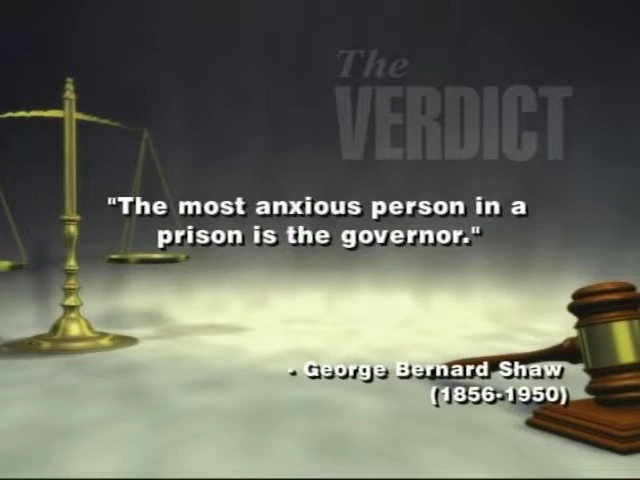 The
VERDICT
"The most anxious person in a
prison is the governor."
- George Bernard Shaw
(1856-1950)